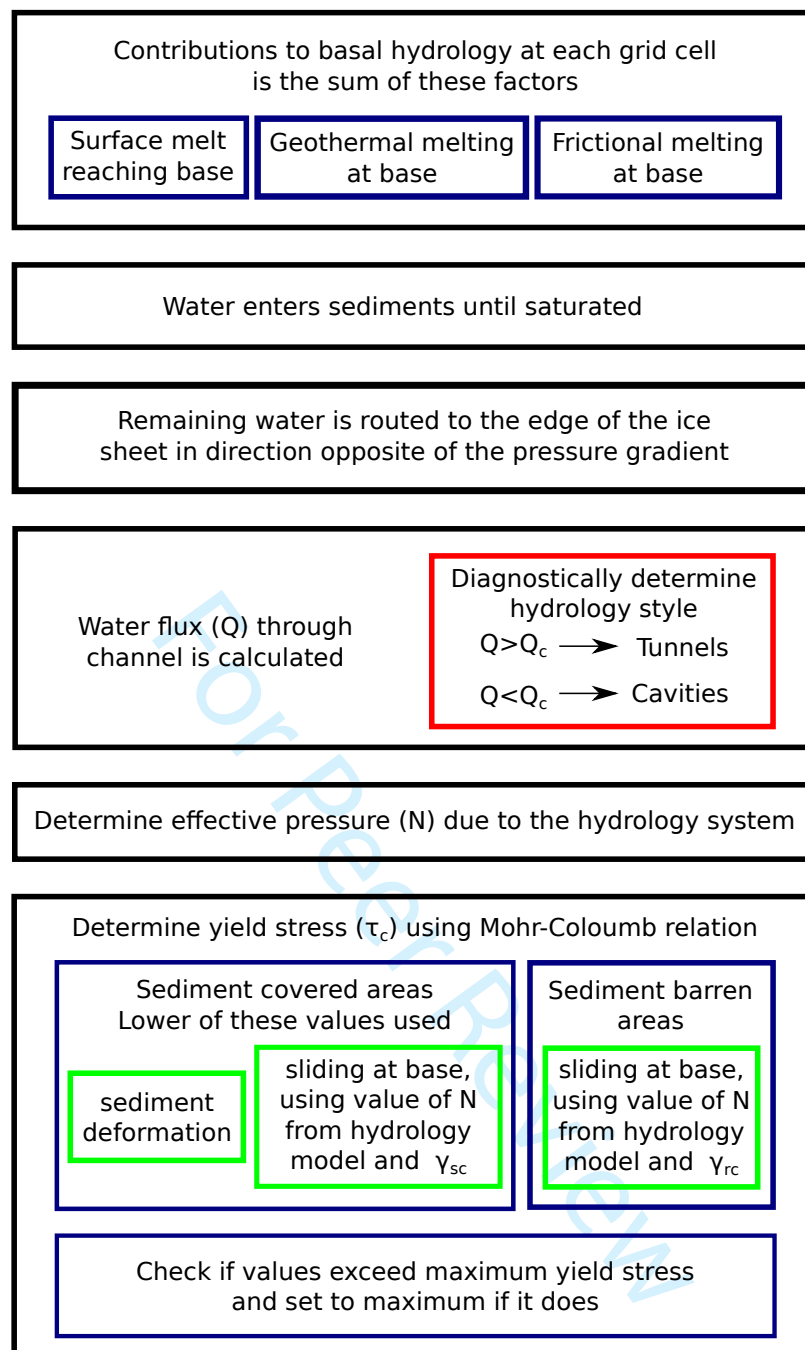 Contributions to basal hydrology at each grid cell
is the sum of these factors
Surface melt
reaching base
Geothermal melting
at base
Frictional melting
at base
Water enters sediments until saturated
Remaining water is routed to the edge of the ice
sheet in direction opposite of the pressure gradient
Water flux (Q) through
channel is calculated
Diagnostically determine
hydrology style
Q>Qc → Tunnels
Q<Qc → Cavities
Determine effective pressure (N) due to the hydrology system
Determine yield stress (τc) using Mohr-Coloumb relation
Sediment covered areas
Lower of these values used
sediment
deformation
sliding at base,
using value of N
from hydrology
model and γsc
Sediment barren
areas
sliding at base,
using value of N
from hydrology
model and γrc
Check if values exceed maximum yield stress
and set to maximum if it does
For Peer Review